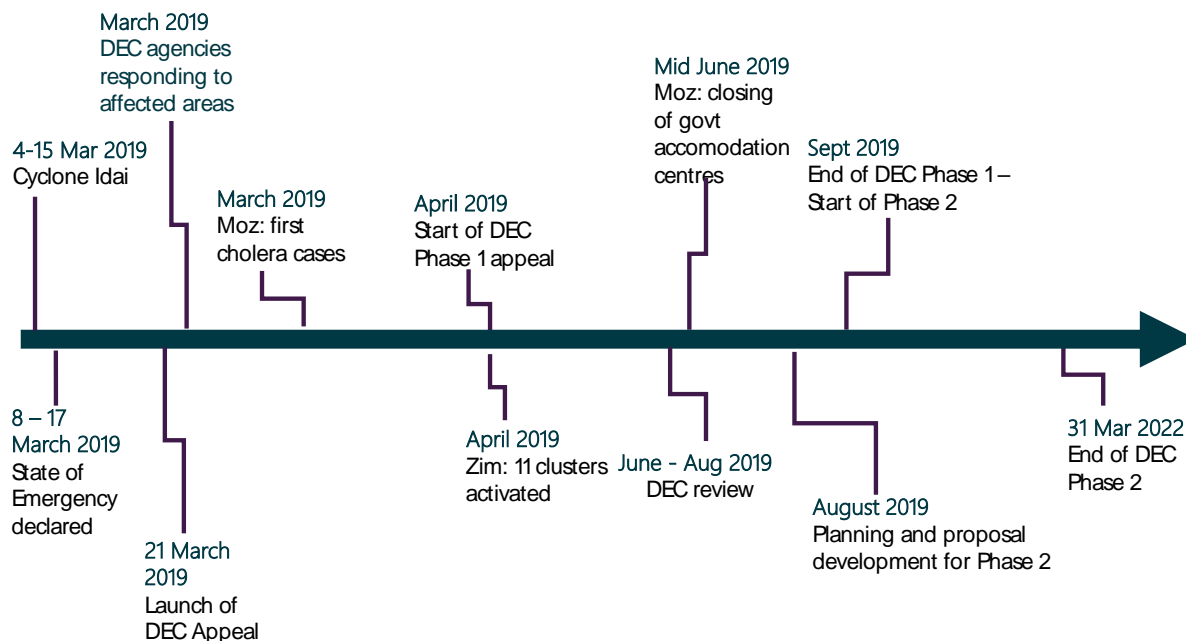 4-15 Mar 2019
Cyclone Idai
March 2019
DEC agencies
responding to
affected areas
March 2019
Moz: first
cholera cases
April 2019
Start of DEC
Phase 1 appeal
Mid June 2019
Moz: closing
of govt
accomodation
centres
Sept 2019
End of DEC Phase 1 –
Start of Phase 2
8 – 17
March 2019
State of
Emergency
declared
21 March
2019
Launch of
DEC Appeal
April 2019
Zim: 11 clusters
activated
June - Aug 2019
DEC review
August 2019
Planning and proposal
development for Phase 2
31 Mar 2022
End of DEC
Phase 2